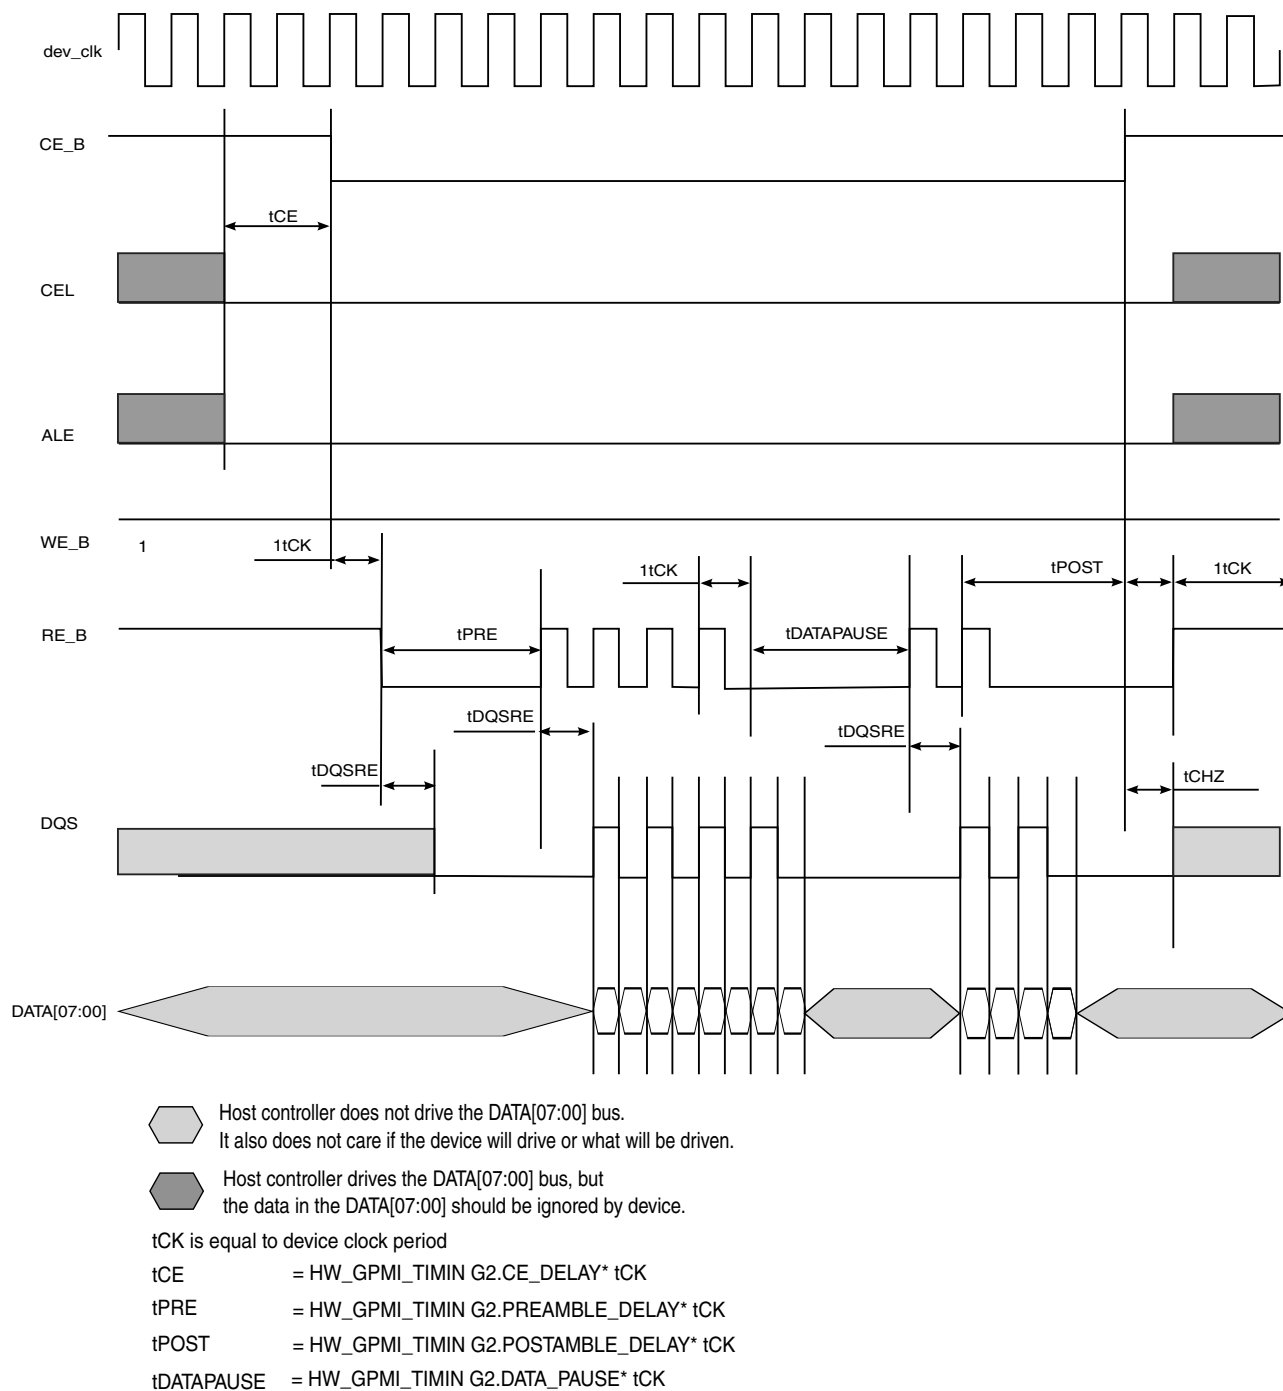 dev_clk
CE_B
tCE
CEL
ALE
WE_B
1
1tCK
1tCK
tPOST
1tCK
RE_B
tPRE
tDATAPAUSE
tDQSRE
tDQSRE
tDQSRE
tCHZ
DQS
DATA[07:00]
Host controller does not drive the DATA[07:00] bus.
It also does not care if the device will drive or what will be driven.
Host controller drives the DATA[07:00] bus, but
the data in the DATA[07:00] should be ignored by device.
tCK is equal to device clock period
tCE = HW_GPMI_TIMIN G2.CE_DELAY* tCK
tPRE = HW_GPMI_TIMIN G2.PREAMBLE_DELAY* tCK
tPOST = HW_GPMI_TIMIN G2.POSTAMBLE_DELAY* tCK
tDATAPAUSE = HW_GPMI_TIMIN G2.DATA_PAUSE* tCK